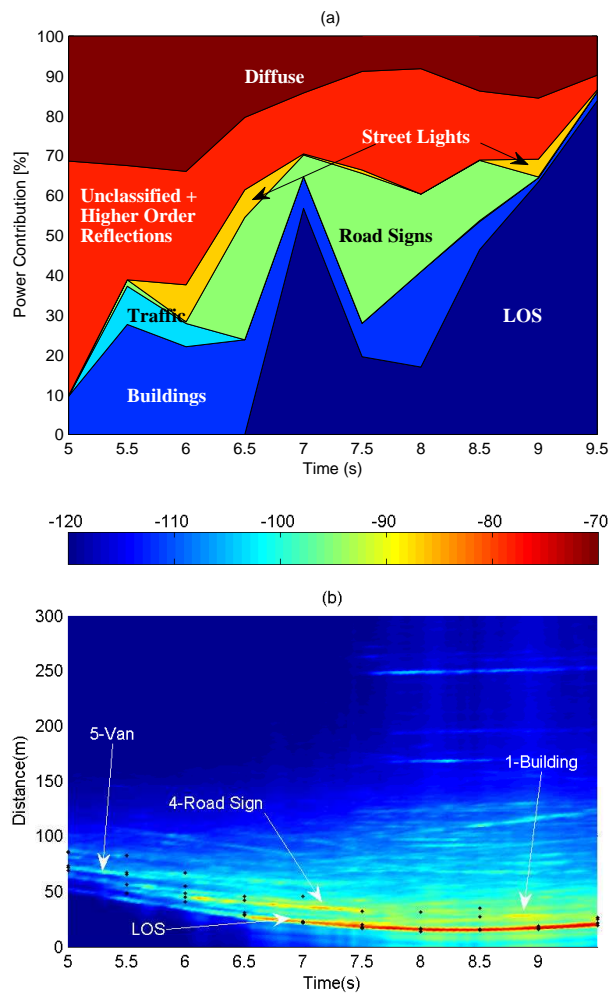 (a)
100
90
80
70
60
50
40
30
20
10
0
Power Contribution [%]
Diffuse
Street Lights
Unclassified +
Higher Order
Reflections
Road Signs
Traffic
LOS
Buildings
5 5.5 6 6.5 7 7.5 8 8.5 9 9.5
Time (s)
-120 -110 -100 -90 -80 -70
(b)
300
250
200
150
100
50
0
Distance(m)
5-Van
1-Building
4-Road Sign
LOS
5 5.5 6 6.5 7 7.5 8 8.5 9
Time(s)